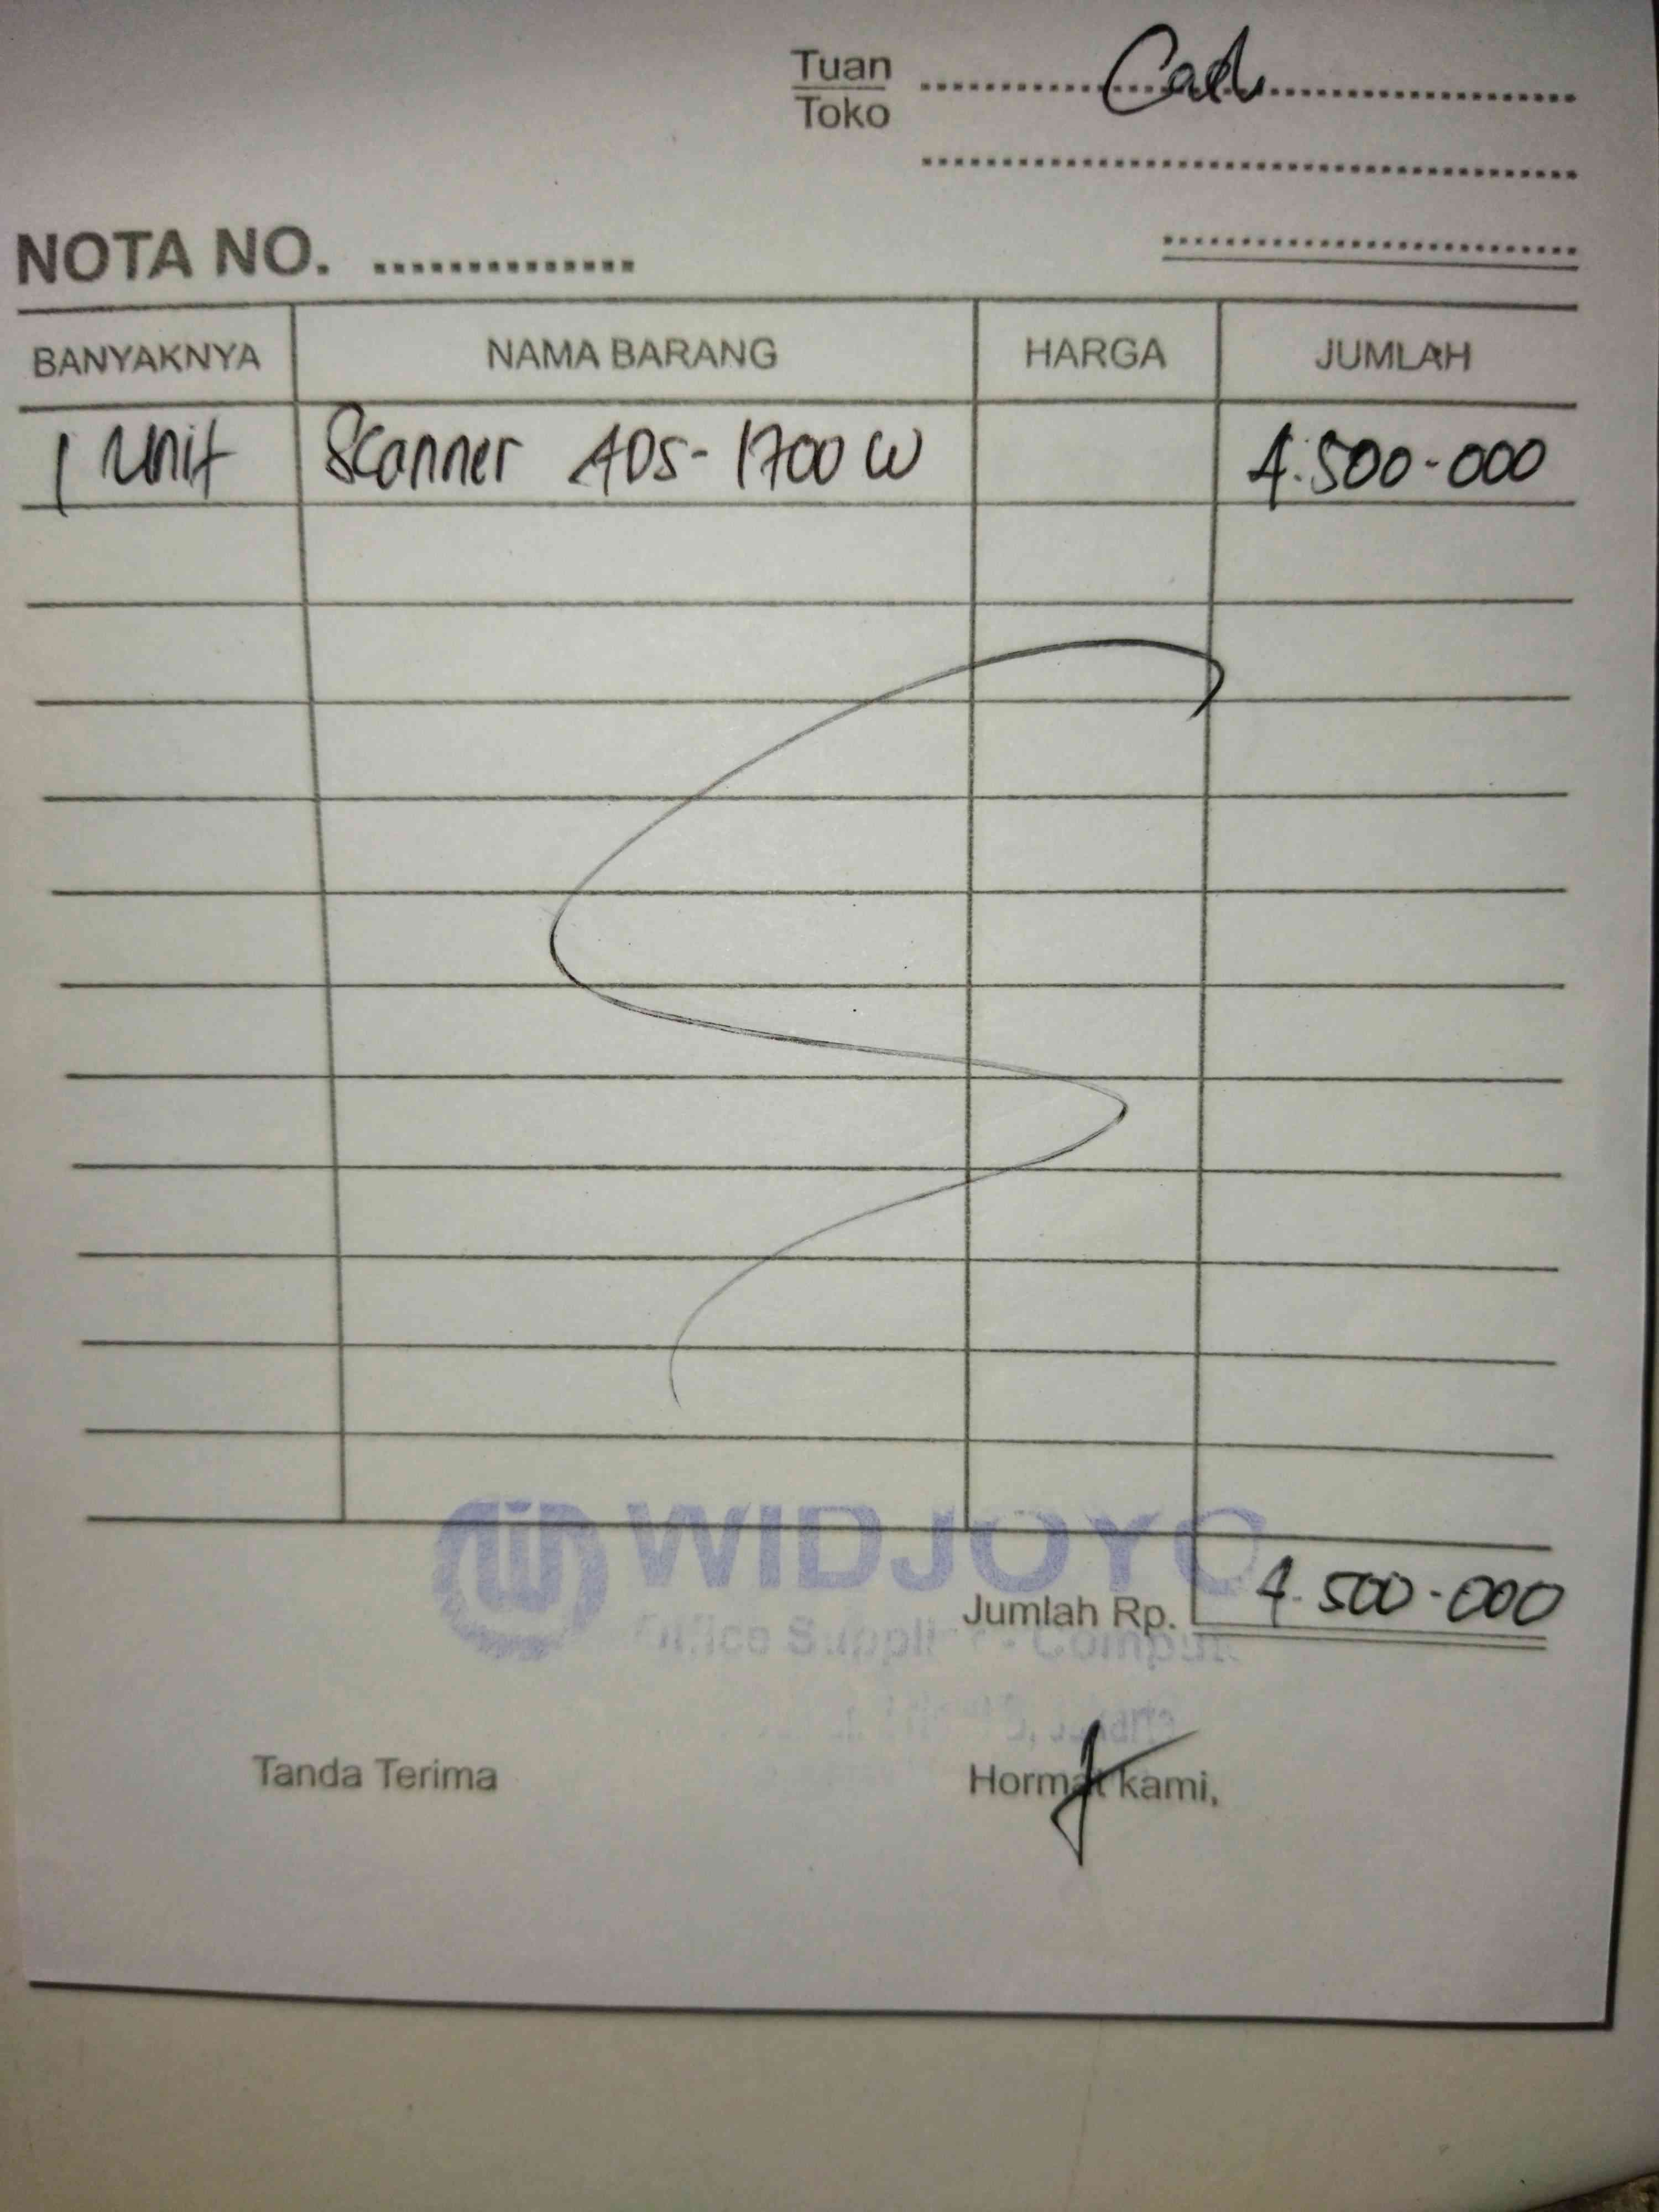 Tuan Cash
Toko
NOTA NO. ..............
BANYAKNYA NAMA BARANG HARGA JUMLAH
1 Unit Scanner ADS-1700 W 4.500-000
WIDJOYO
Jumlah Rp. 4.500-000
Office
Tanda Terima Hormat kami,